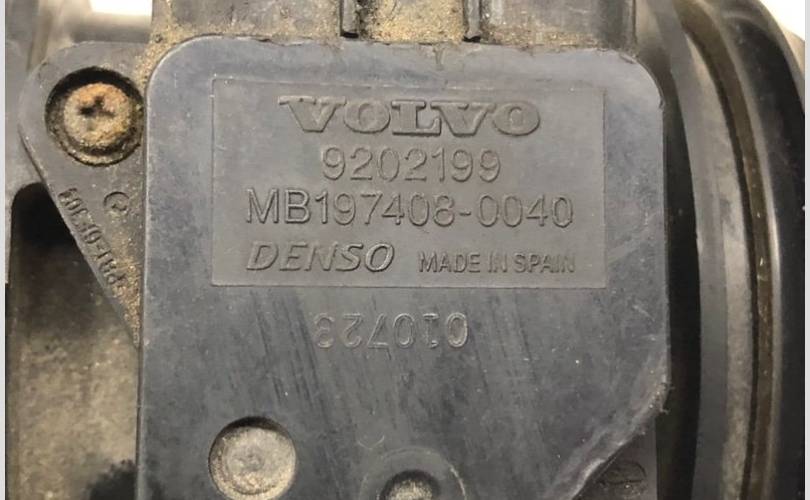 VOLVO
9202199
MB197408-0040
DENSO MADE IN SPAIN
010723